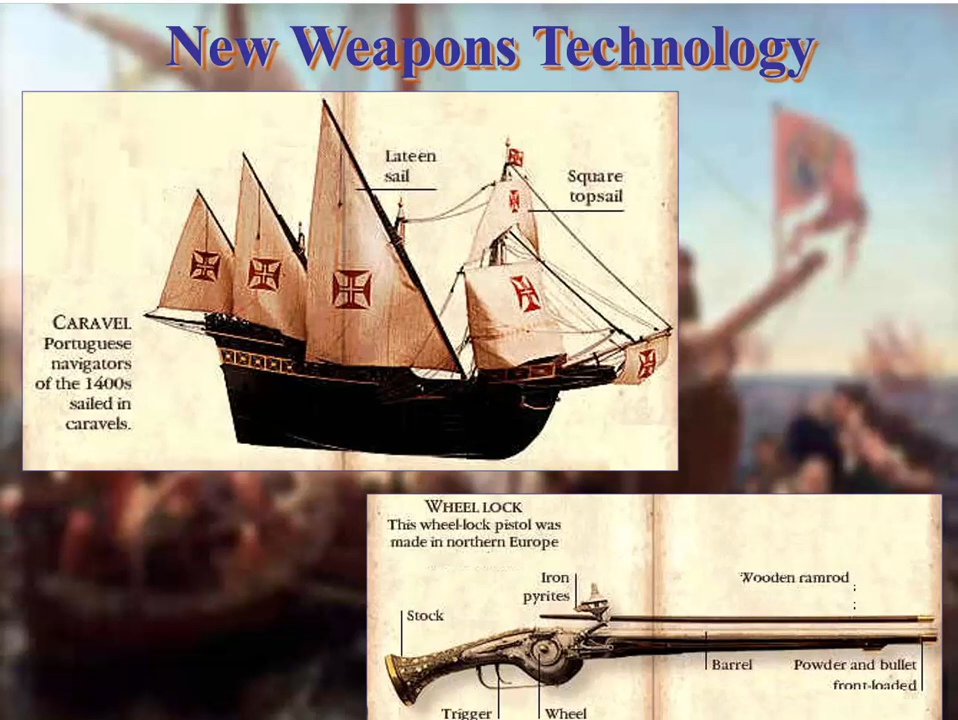 New Weapons Technology
Lateen
sail
Square
topsail
CARAVEL
Portuguese
navigators
of the 1400s
sailed in
caravels.
WHEEL LOCK
This wheel-lock pistol was
made in northern Europe
Iron
pyrites
Wooden ramrod
Stock
Barrel
Powder and bullet
front-loaded
Trigger
Wheel